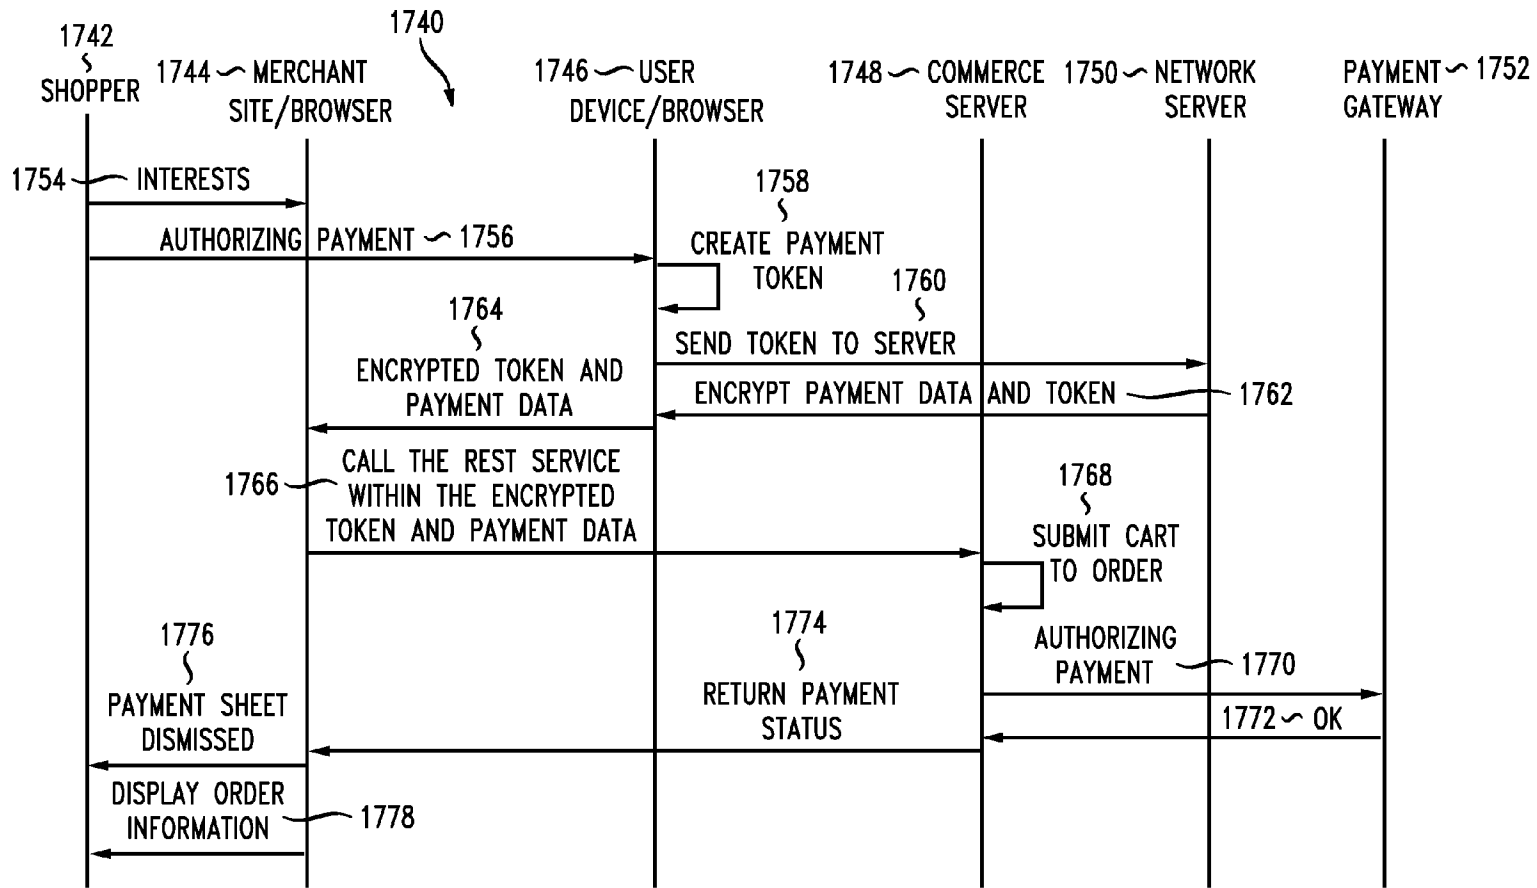 1740
1742
SHOPPER
1744 MERCHANT
SITE/BROWSER
1746 USER
DEVICE/BROWSER
1748 COMMERCE
SERVER
1750 NETWORK
SERVER
PAYMENT 1752
GATEWAY
1754 INTERESTS
AUTHORIZING PAYMENT 1756
1758
CREATE PAYMENT
TOKEN
1760
SEND TOKEN TO SERVER
ENCRYPT PAYMENT DATA AND TOKEN 1762
1764
ENCRYPTED TOKEN AND
PAYMENT DATA
1766
CALL THE REST SERVICE
WITHIN THE ENCRYPTED
TOKEN AND PAYMENT DATA
1768
SUBMIT CART
TO ORDER
AUTHORIZING
PAYMENT 1770
1772 OK
1774
RETURN PAYMENT
STATUS
1776
PAYMENT SHEET
DISMISSED
DISPLAY ORDER
INFORMATION 1778